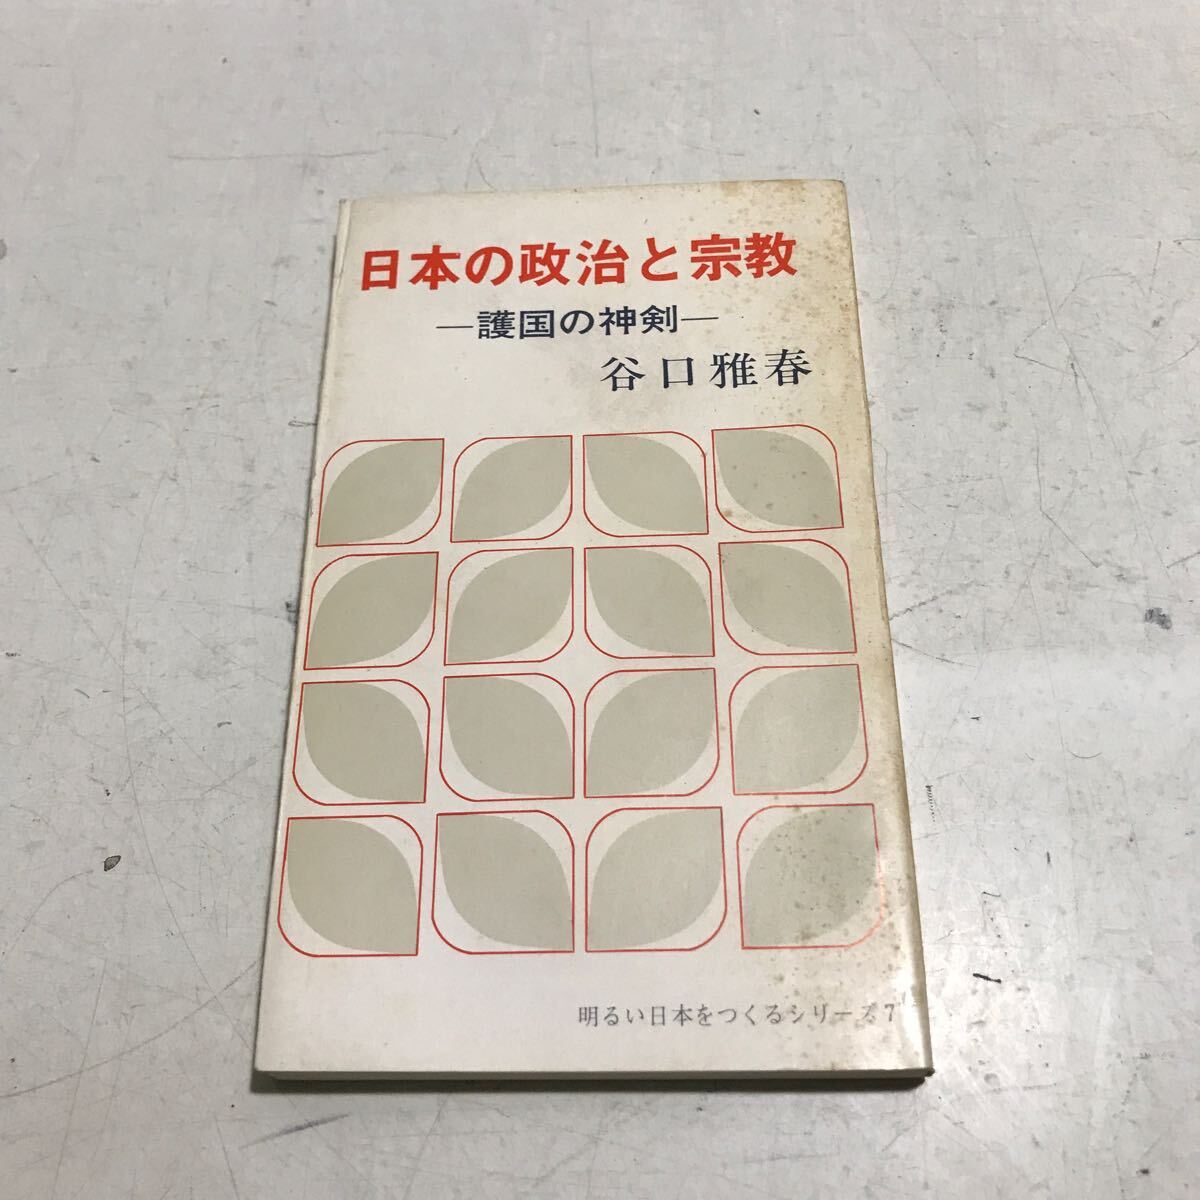 日本の政治と宗教
―護国の神剣―
谷口雅春
明るい日本をつくるシリーズ7